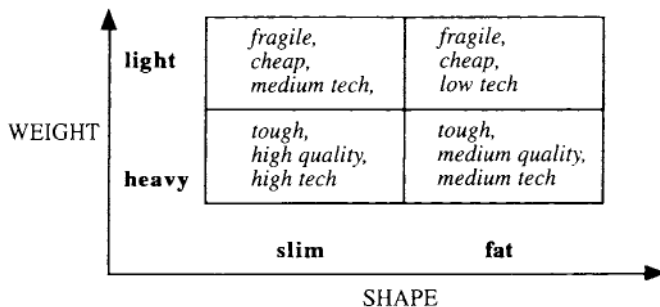 light
fragile,
cheap,
medium tech,
fragile,
cheap,
low tech
WEIGHT
heavy
tough,
high quality,
high tech
tough,
medium quality,
medium tech
slim
fat
SHAPE